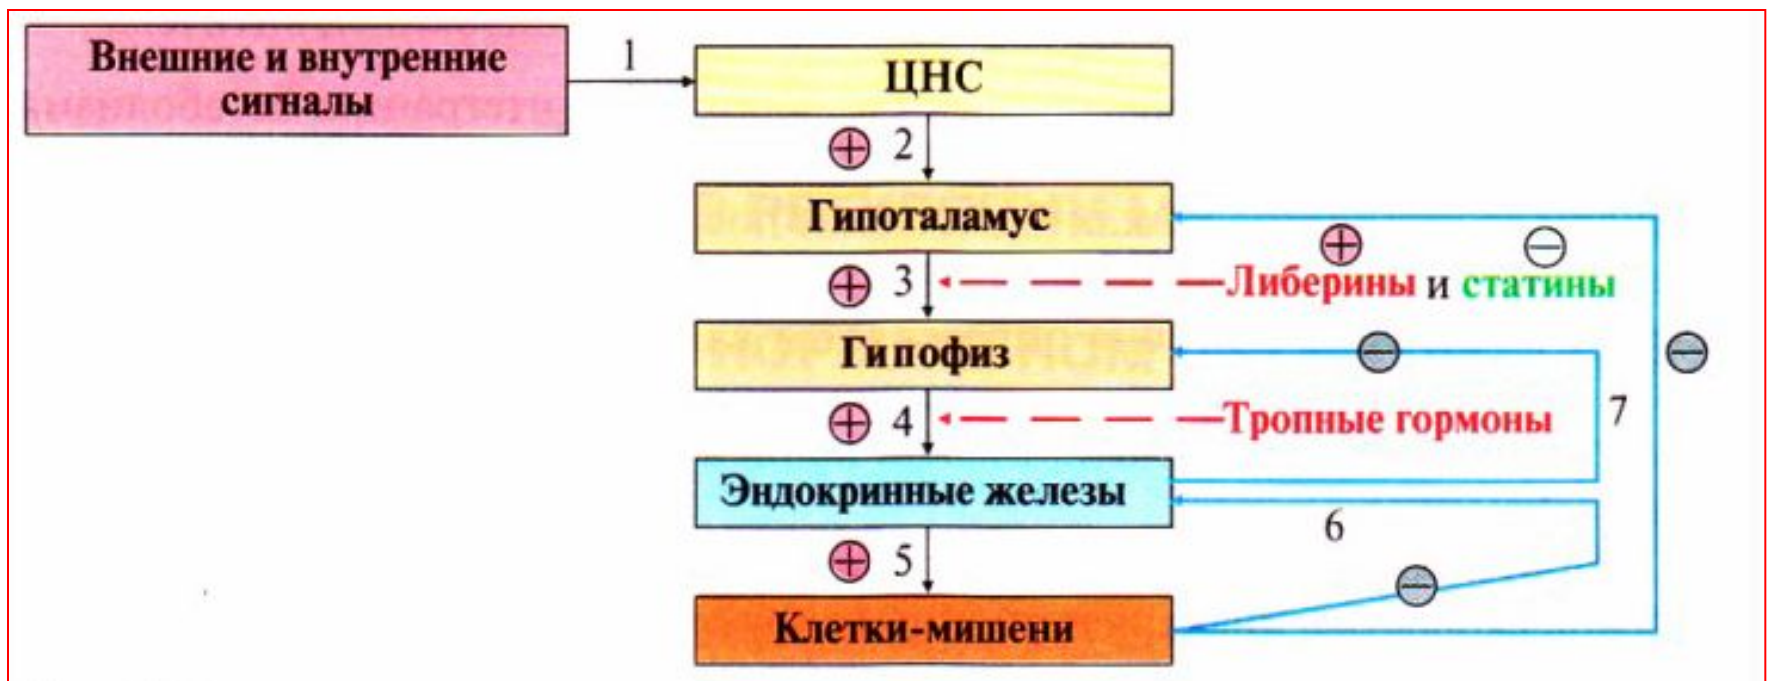 Внешние и внутренние
сигналы
1
ЦНС
+ 2
Гипоталамус
+ −
+ 3
Либерины и статины
Гипофиз
− −
+ 4
Тропные гормоны
7
Эндокринные железы
6
+ 5
−
Клетки-мишени